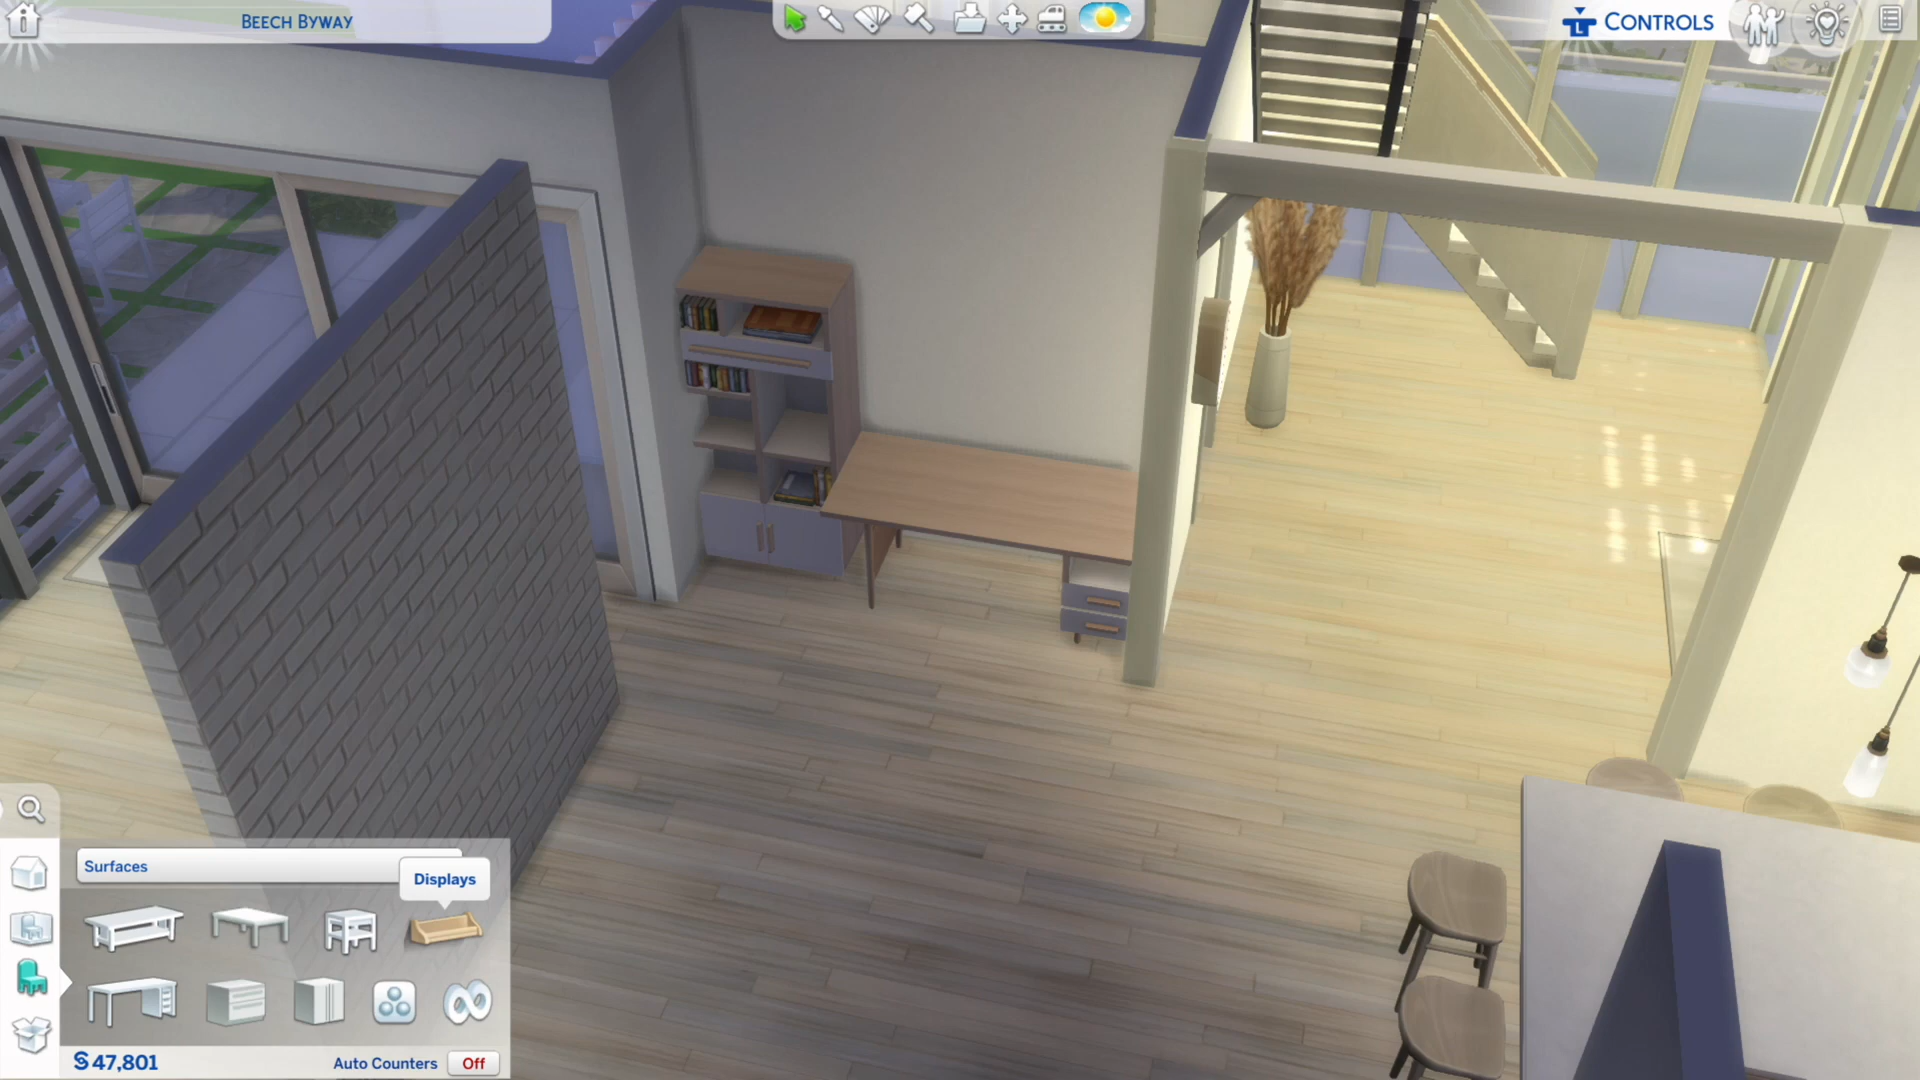 BEECH BYWAY
L CONTROLS
Surfaces
Displays
§47,801
Auto Counters Off